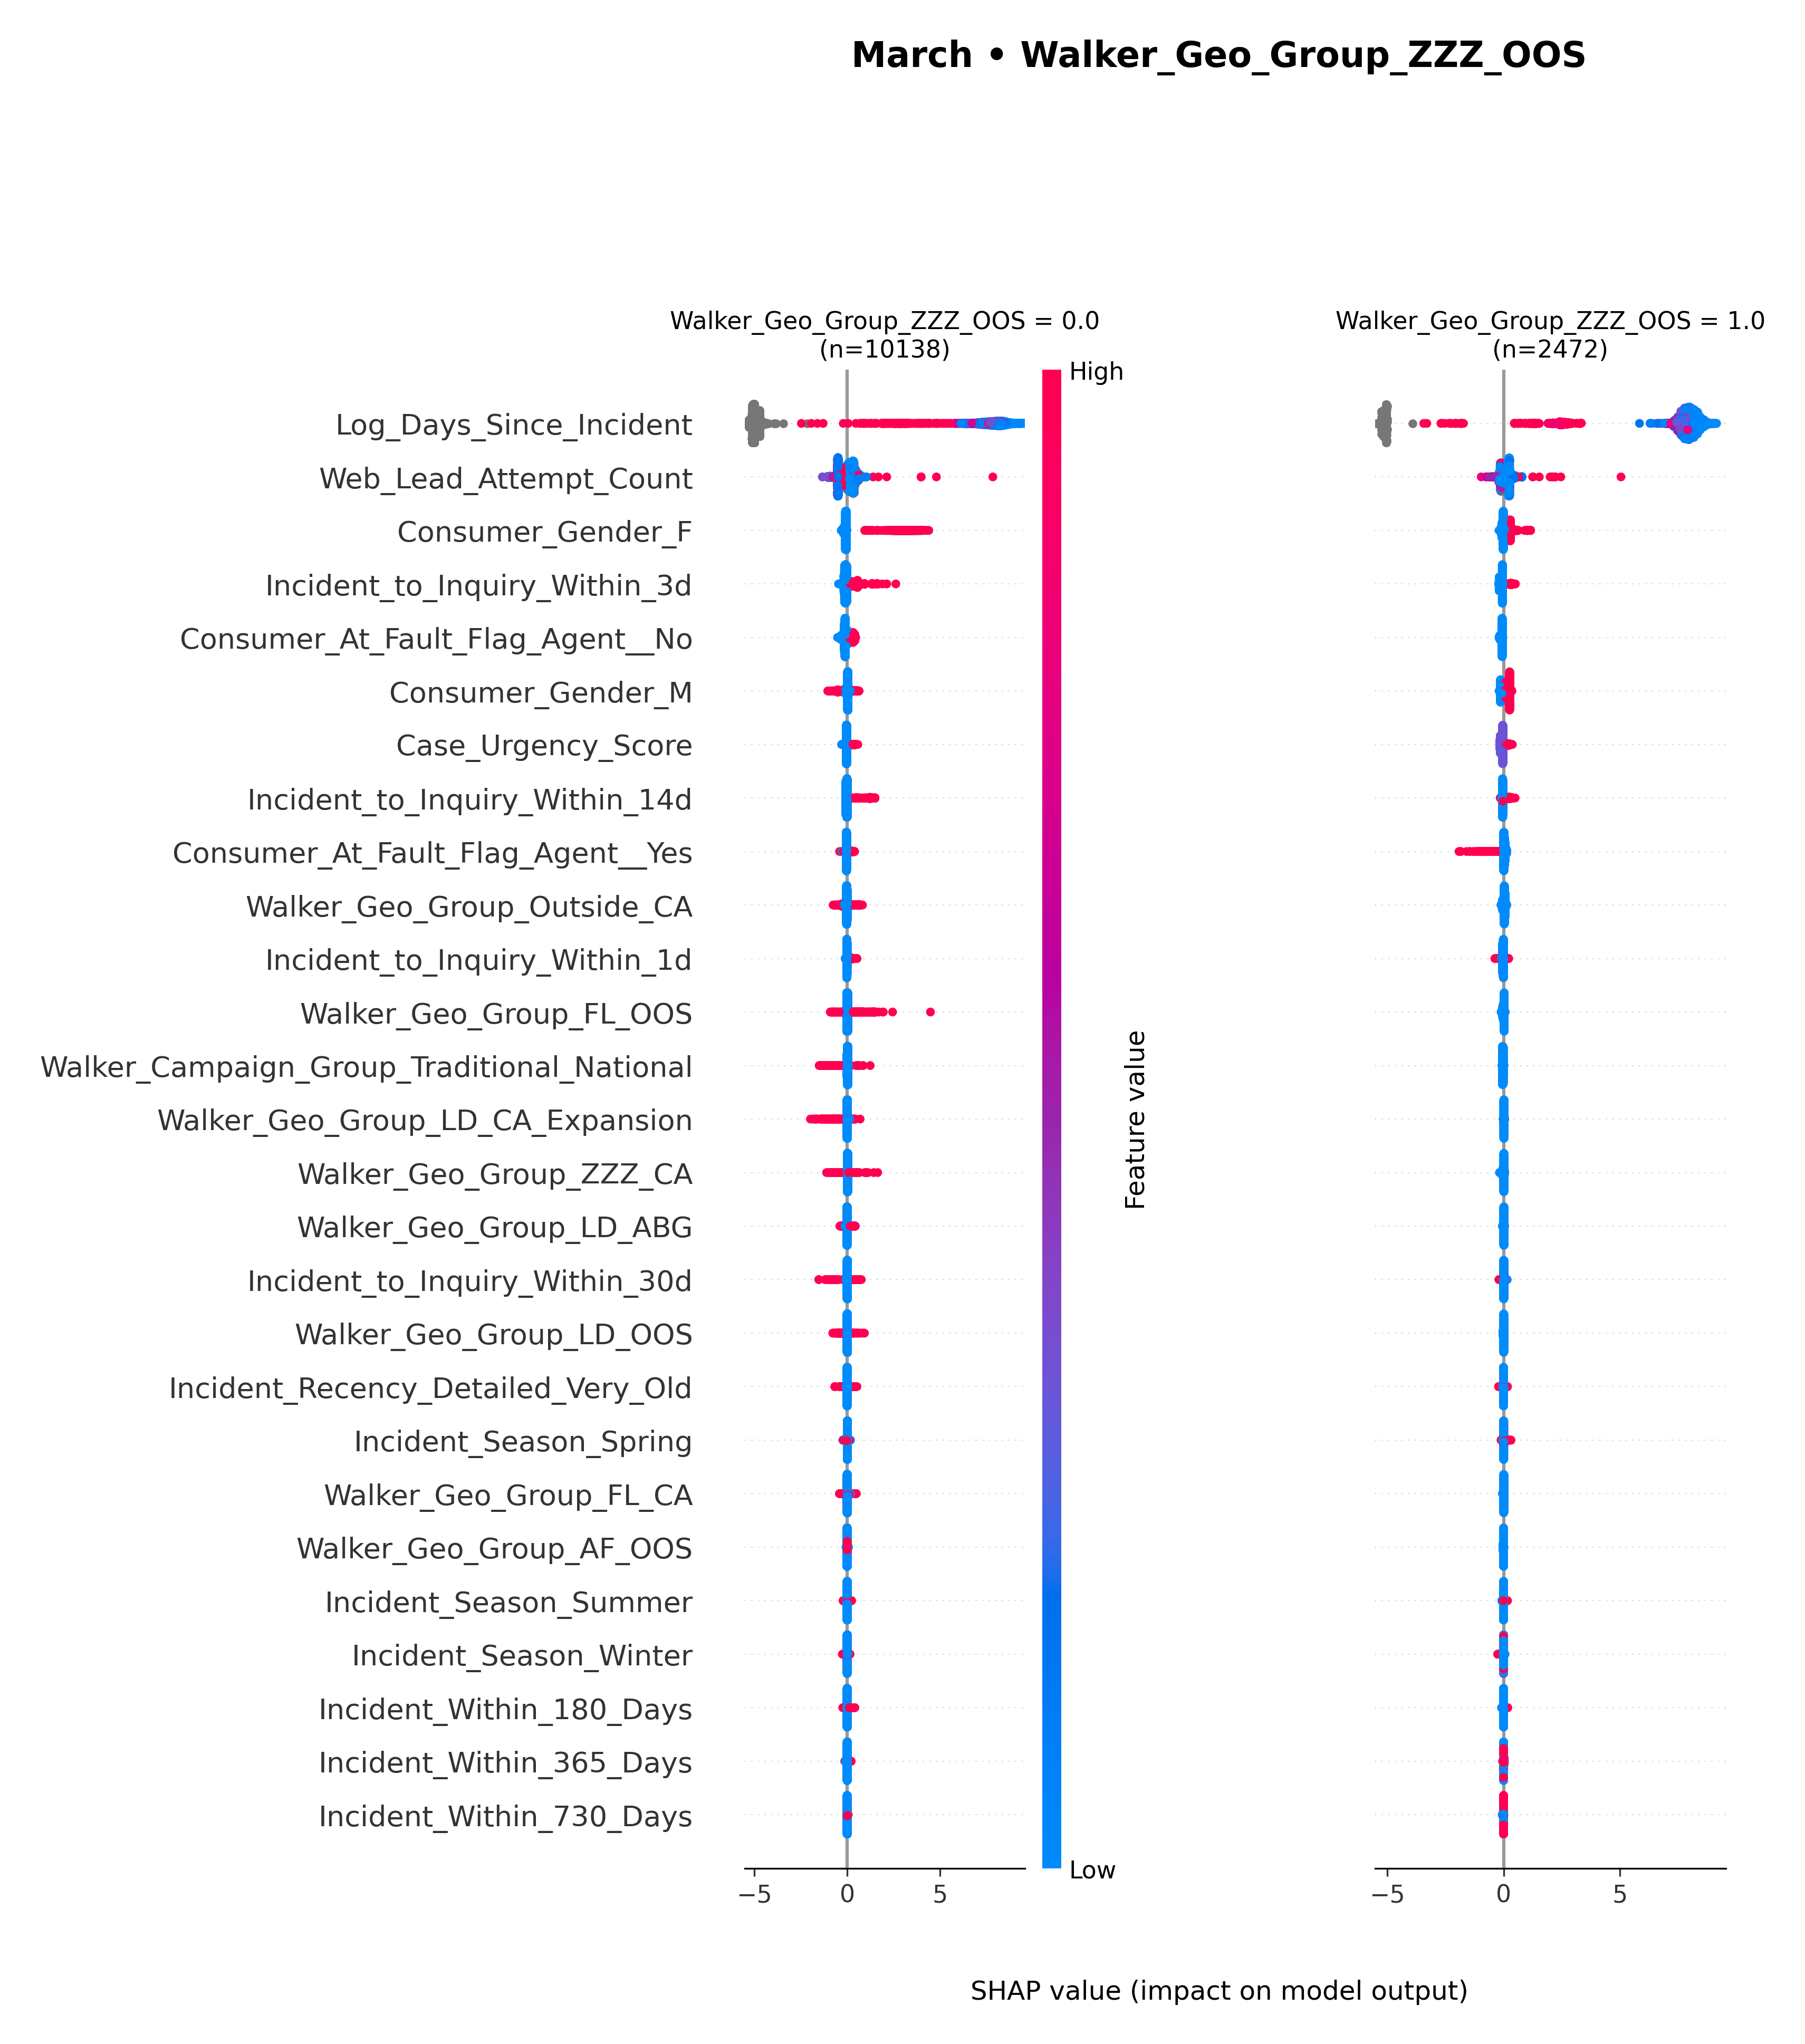 March • Walker_Geo_Group_ZZZ_OOS
Walker_Geo_Group_ZZZ_OOS = 0.0
(n=10138)
Walker_Geo_Group_ZZZ_OOS = 1.0
(n=2472)
High
Log_Days_Since_Incident
Web_Lead_Attempt_Count
Consumer_Gender_F
Incident_to_Inquiry_Within_3d
Consumer_At_Fault_Flag_Agent__No
Consumer_Gender_M
Case_Urgency_Score
Incident_to_Inquiry_Within_14d
Consumer_At_Fault_Flag_Agent__Yes
Walker_Geo_Group_Outside_CA
Incident_to_Inquiry_Within_1d
Walker_Geo_Group_FL_OOS
Walker_Campaign_Group_Traditional_National
Walker_Geo_Group_LD_CA_Expansion
Walker_Geo_Group_ZZZ_CA
Walker_Geo_Group_LD_ABG
Incident_to_Inquiry_Within_30d
Walker_Geo_Group_LD_OOS
Incident_Recency_Detailed_Very_Old
Incident_Season_Spring
Walker_Geo_Group_FL_CA
Walker_Geo_Group_AF_OOS
Incident_Season_Summer
Incident_Season_Winter
Incident_Within_180_Days
Incident_Within_365_Days
Incident_Within_730_Days
Feature value
Low
−5 0 5
−5 0 5
SHAP value (impact on model output)